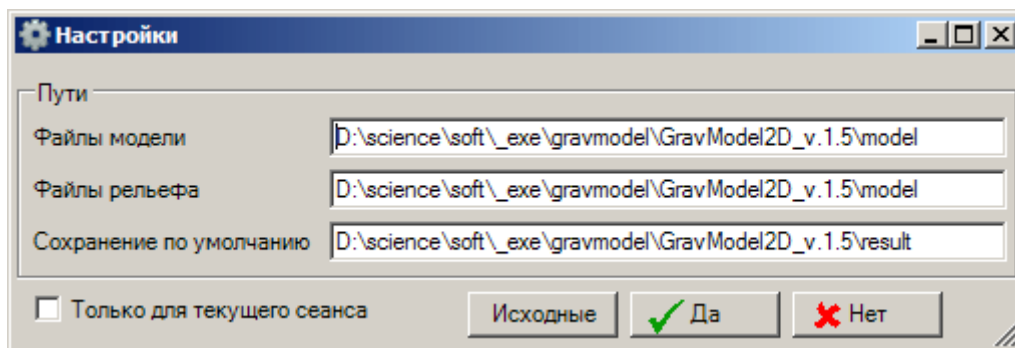 Настройки
Пути
Файлы модели D:\science\soft\_exe\gravmodel\GravModel2D_v.1.5\model
Файлы рельефа D:\science\soft\_exe\gravmodel\GravModel2D_v.1.5\model
Сохранение по умолчанию D:\science\soft\_exe\gravmodel\GravModel2D_v.1.5\result
Только для текущего сеанса Исходные Да Нет